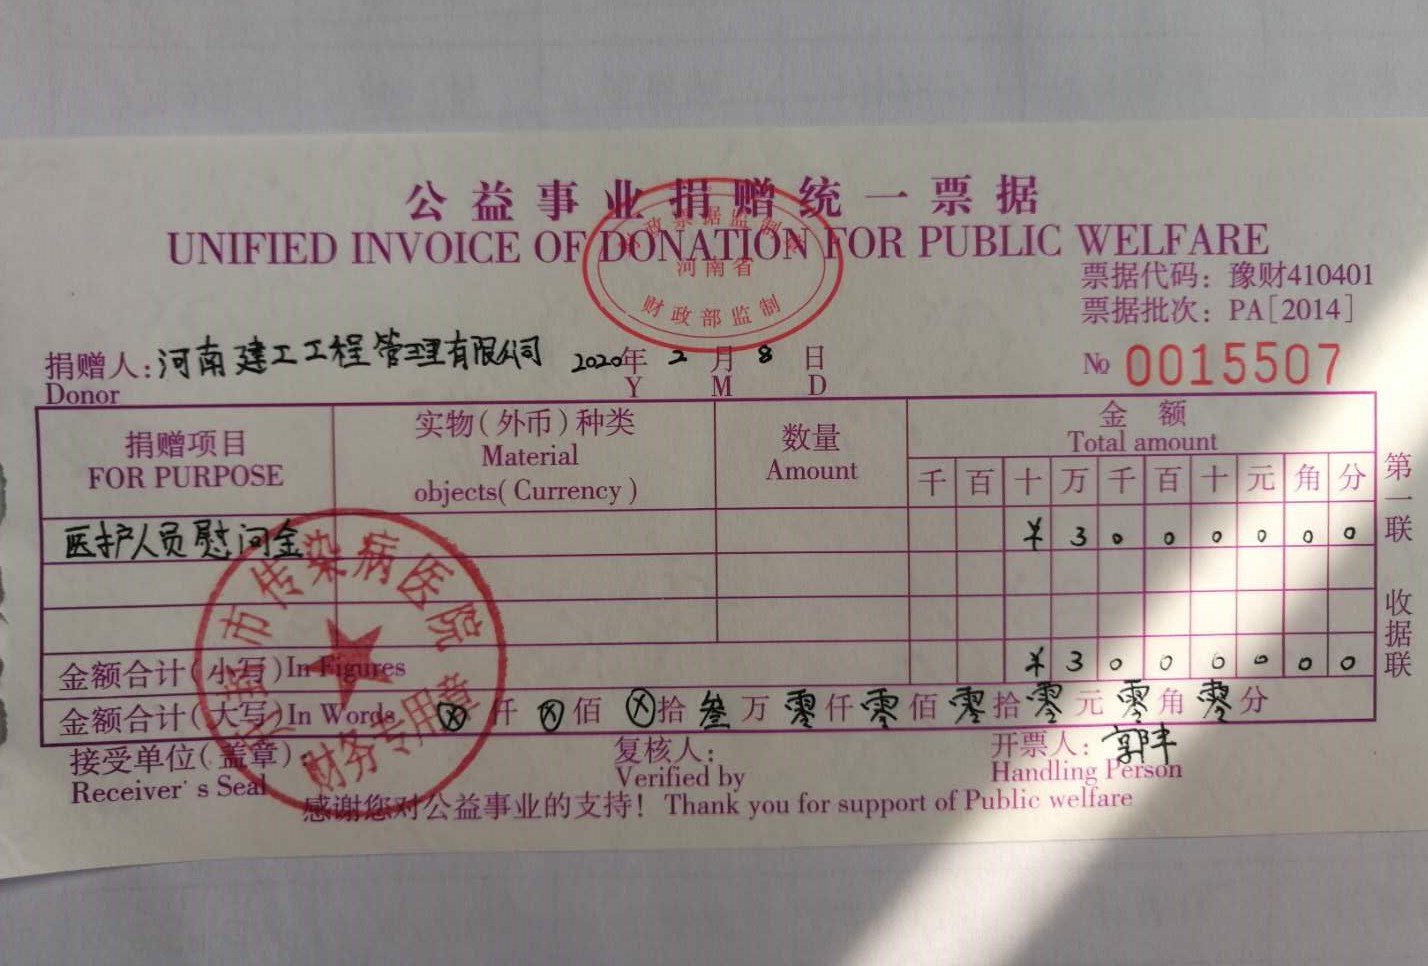 公益事业捐赠统一票据
UNIFIED INVOICE OF DONATION FOR PUBLIC WELFARE
财政票据监制章
河南省
财政部监制
票据代码：豫财410401
票据批次：PA[2014]
捐赠人：河南建工工程管理有限公司 2020年 2 月 8 日
Donor Y M D
№ 0015507
捐赠项目 实物(外币)种类 数量 金额
FOR PURPOSE Material Amount Total amount
objects(Currency)
千 百 十 万 千 百 十 元 角 分
医护人员慰问金 ¥ 3 0 0 0 0 0 0
金额合计(小写)In Figures ¥ 3 0 0 0 0 0 0
金额合计(大写)In Words ⊗ 仟 ⊗ 佰 ⊗ 拾 叁 万 零 仟 零 佰 零 拾 零 元 零 角 零 分
接受单位(盖章)： 复核人： 开票人：
Receiver's Seal Verified by Handling Person
感谢您对公益事业的支持！ Thank you for support of Public welfare
第一联 收据联
市传染病医院
财务专用章